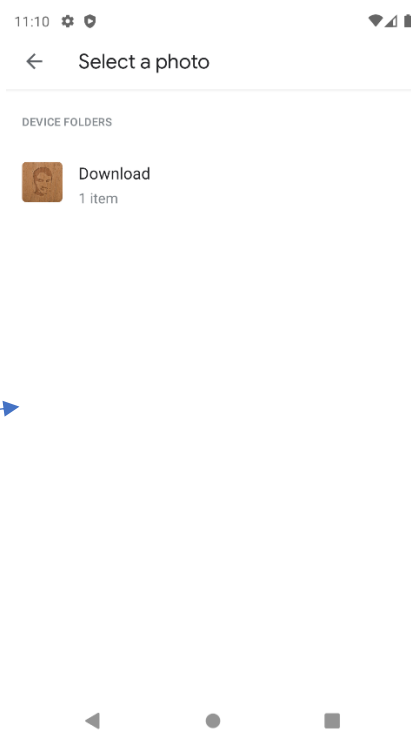 11:10
Select a photo
DEVICE FOLDERS
Download
1 item